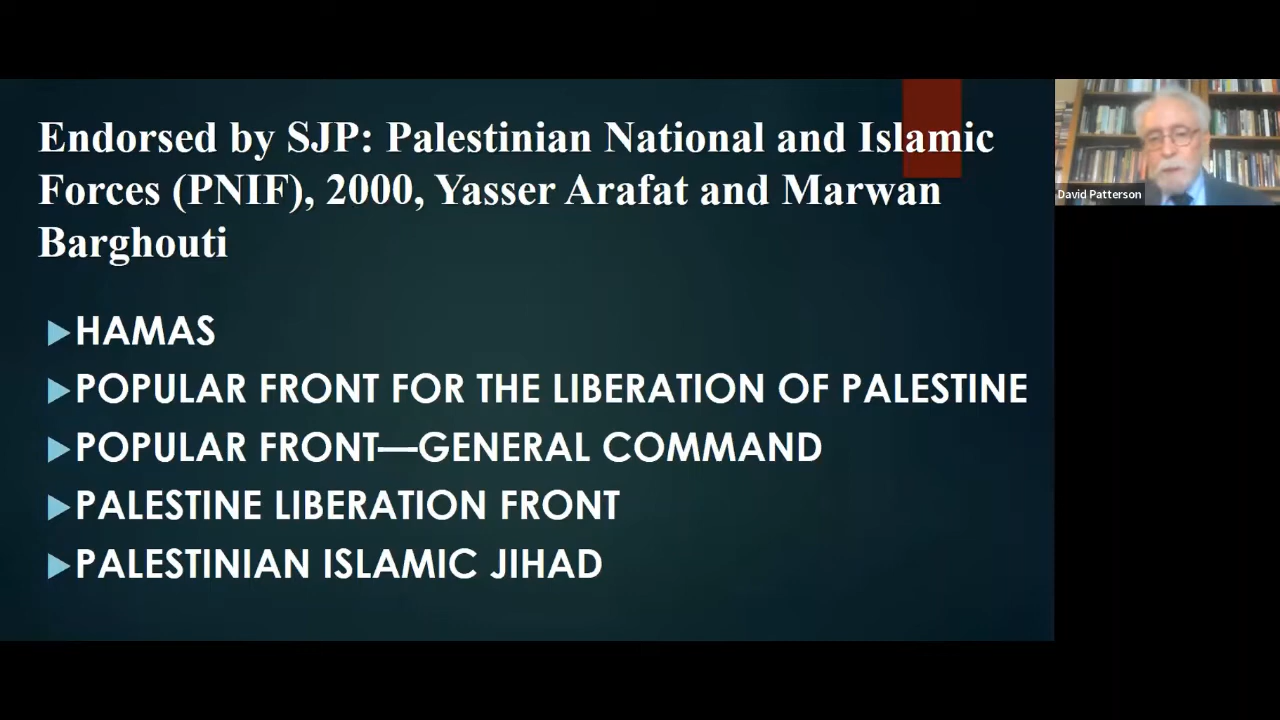 Endorsed by SJP: Palestinian National and Islamic
Forces (PNIF), 2000, Yasser Arafat and Marwan
Barghouti
HAMAS
POPULAR FRONT FOR THE LIBERATION OF PALESTINE
POPULAR FRONT—GENERAL COMMAND
PALESTINE LIBERATION FRONT
PALESTINIAN ISLAMIC JIHAD
David Patterson